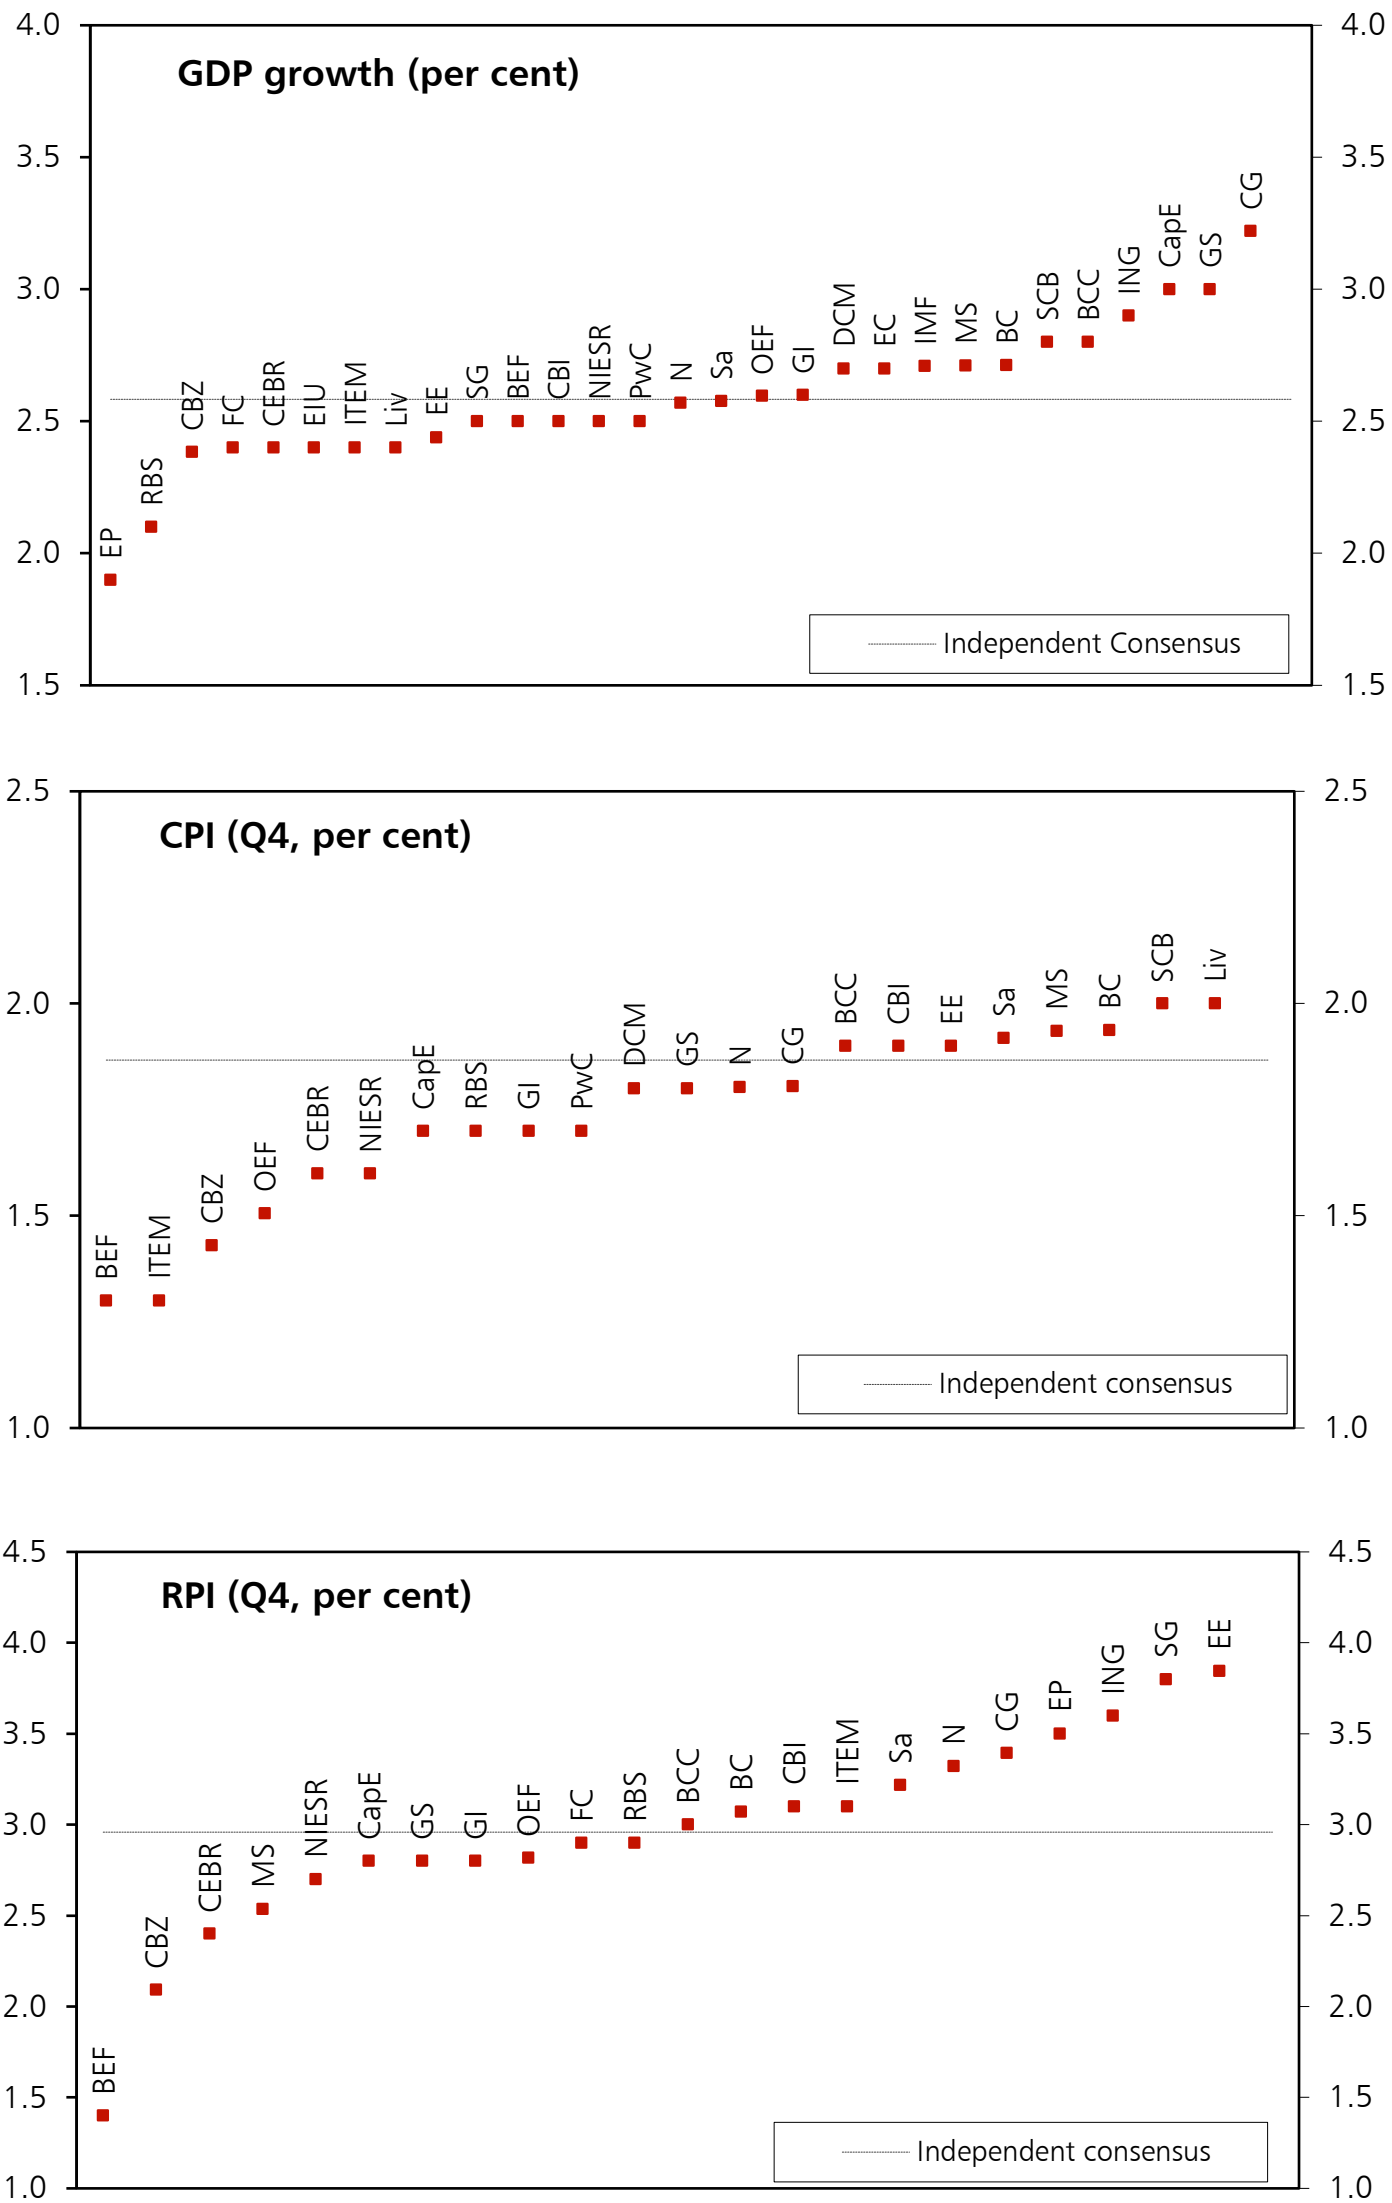 GDP growth (per cent)
4.0 4.0
3.5 3.5
3.0 3.0
2.5 2.5
2.0 2.0
1.5 1.5
EP RBS CBZ FC CEBR EIU ITEM Liv EE SG BEF CBI NIESR PwC N Sa OEF GI DCM EC IMF MS BC SCB BCC ING CapE GS CG
Independent Consensus
CPI (Q4, per cent)
2.5 2.5
2.0 2.0
1.5 1.5
1.0 1.0
BEF ITEM CBZ OEF CEBR NIESR CapE RBS GI PwC DCM GS N CG BCC CBI EE Sa MS BC SCB Liv
Independent consensus
RPI (Q4, per cent)
4.5 4.5
4.0 4.0
3.5 3.5
3.0 3.0
2.5 2.5
2.0 2.0
1.5 1.5
1.0 1.0
BEF CBZ CEBR MS NIESR CapE GS GI OEF FC RBS BCC BC CBI ITEM Sa N CG EP ING SG EE
Independent consensus